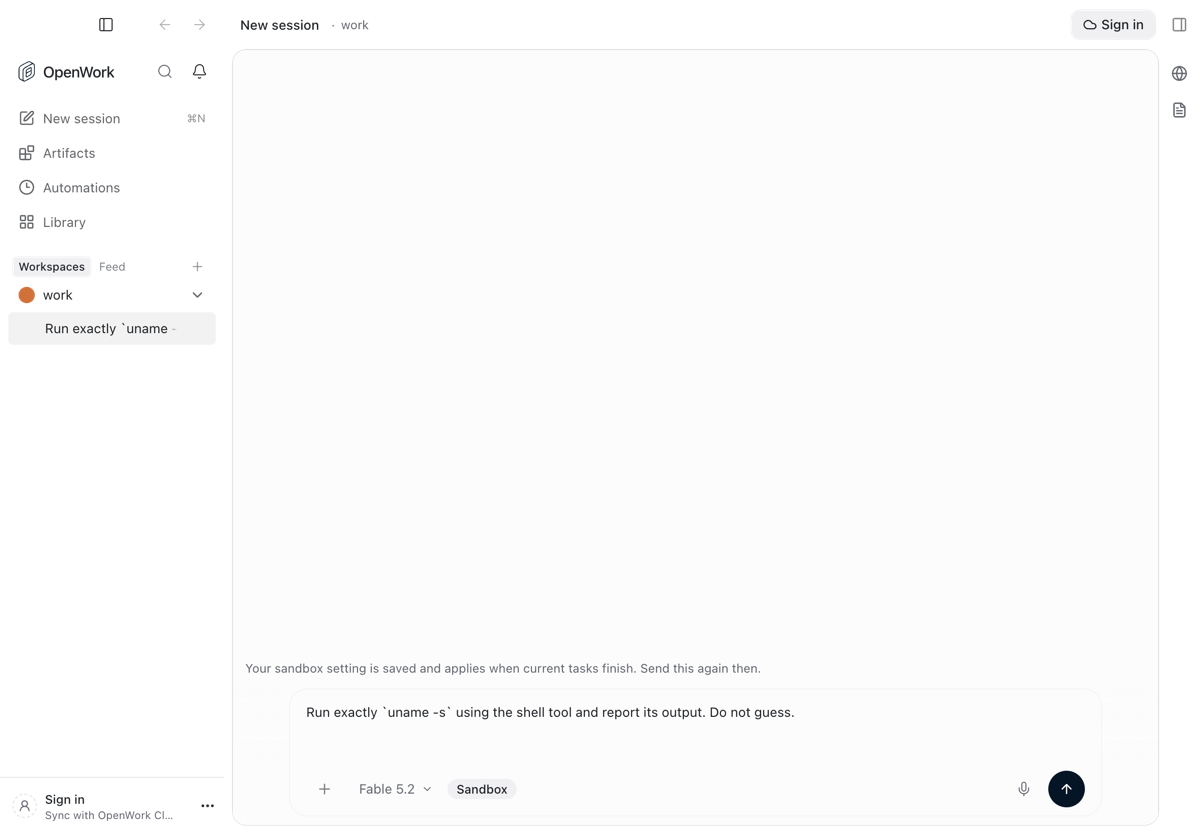 New session · work
Sign in
OpenWork
New session ⌘N
Artifacts
Automations
Library
Workspaces Feed
work
Run exactly `uname -
Your sandbox setting is saved and applies when current tasks finish. Send this again then.
Run exactly `uname -s` using the shell tool and report its output. Do not guess.
Fable 5.2 Sandbox
Sign in
Sync with OpenWork Cl...